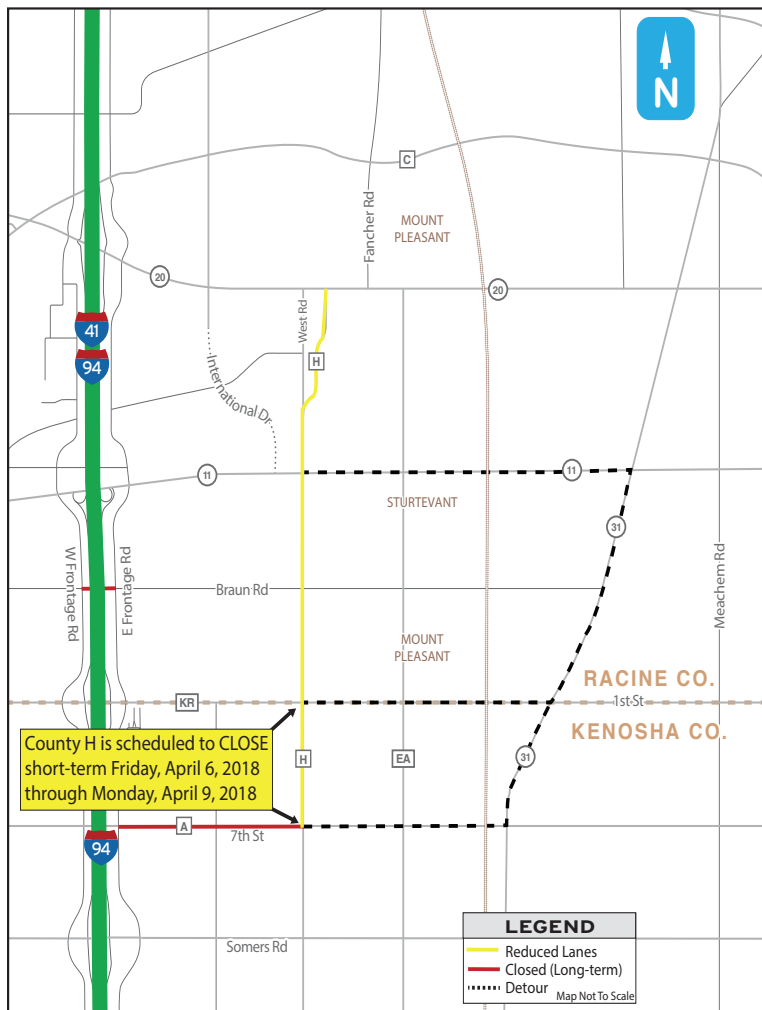 N
C
Fancher Rd
MOUNT
PLEASANT
20
20
41
94
West Rd
H
International Dr
11
11
STURTEVANT
31
W Frontage Rd
E Frontage Rd
Braun Rd
Meachem Rd
MOUNT
PLEASANT
RACINE CO.
KR
1st St
KENOSHA CO.
County H is scheduled to CLOSE
short-term Friday, April 6, 2018
through Monday, April 9, 2018
H
EA
31
A
7th St
94
Somers Rd
LEGEND
Reduced Lanes
Closed (Long-term)
Detour
Map Not To Scale